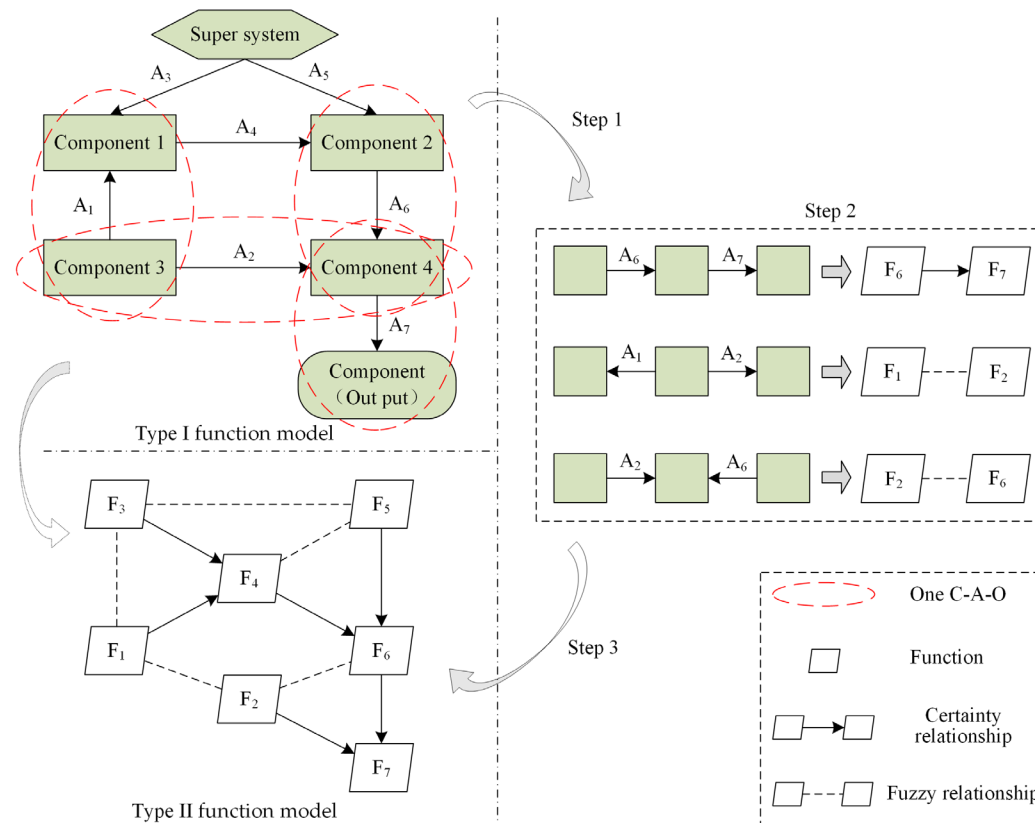 Super system
A₃
A₅
Component 1
A₄
Component 2
A₁
A₆
Component 3
A₂
Component 4
A₇
Component
（Out put）
Type I function model
Step 1
Step 2
A₆
A₇
F₆
F₇
A₁
A₂
F₁
F₂
A₂
A₆
F₂
F₆
Step 3
F₃
F₅
F₄
F₁
F₆
F₂
F₇
Type II function model
One C-A-O
Function
Certainty
relationship
Fuzzy relationship